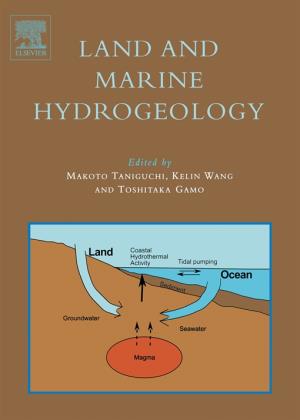 ELSEVIER
LAND AND
MARINE
HYDROGEOLOGY
Edited by
MAKOTO TANIGUCHI, KELIN WANG
AND TOSHITAKA GAMO
Land
Coastal
Hydrothermal
Activity
Tidal pumping
Ocean
Sediment
Groundwater
Seawater
Magma